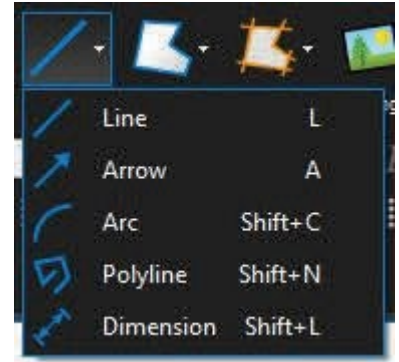 Line L
Arrow A
Arc Shift+C
Polyline Shift+N
Dimension Shift+L